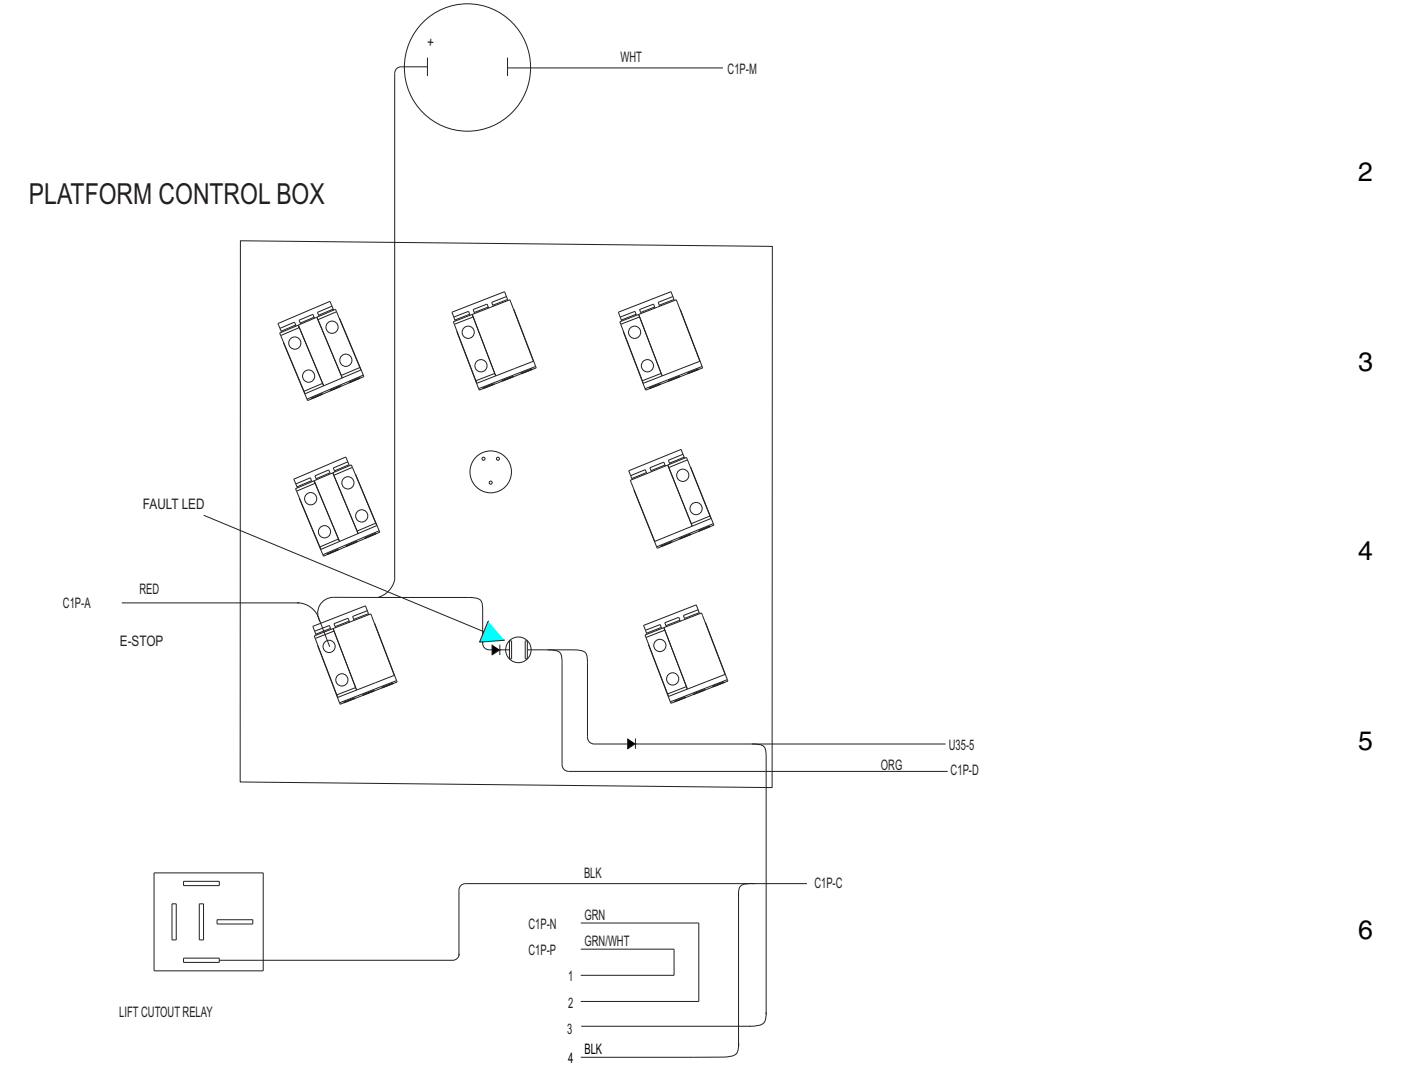 +
WHT
C1P-M
2
PLATFORM CONTROL BOX
3
FAULT LED
4
RED
C1P-A
E-STOP
U35-5
5
ORG
C1P-D
BLK
C1P-C
GRN
C1P-N
6
GRN/WHT
C1P-P
1
2
LIFT CUTOUT RELAY
3
BLK
4